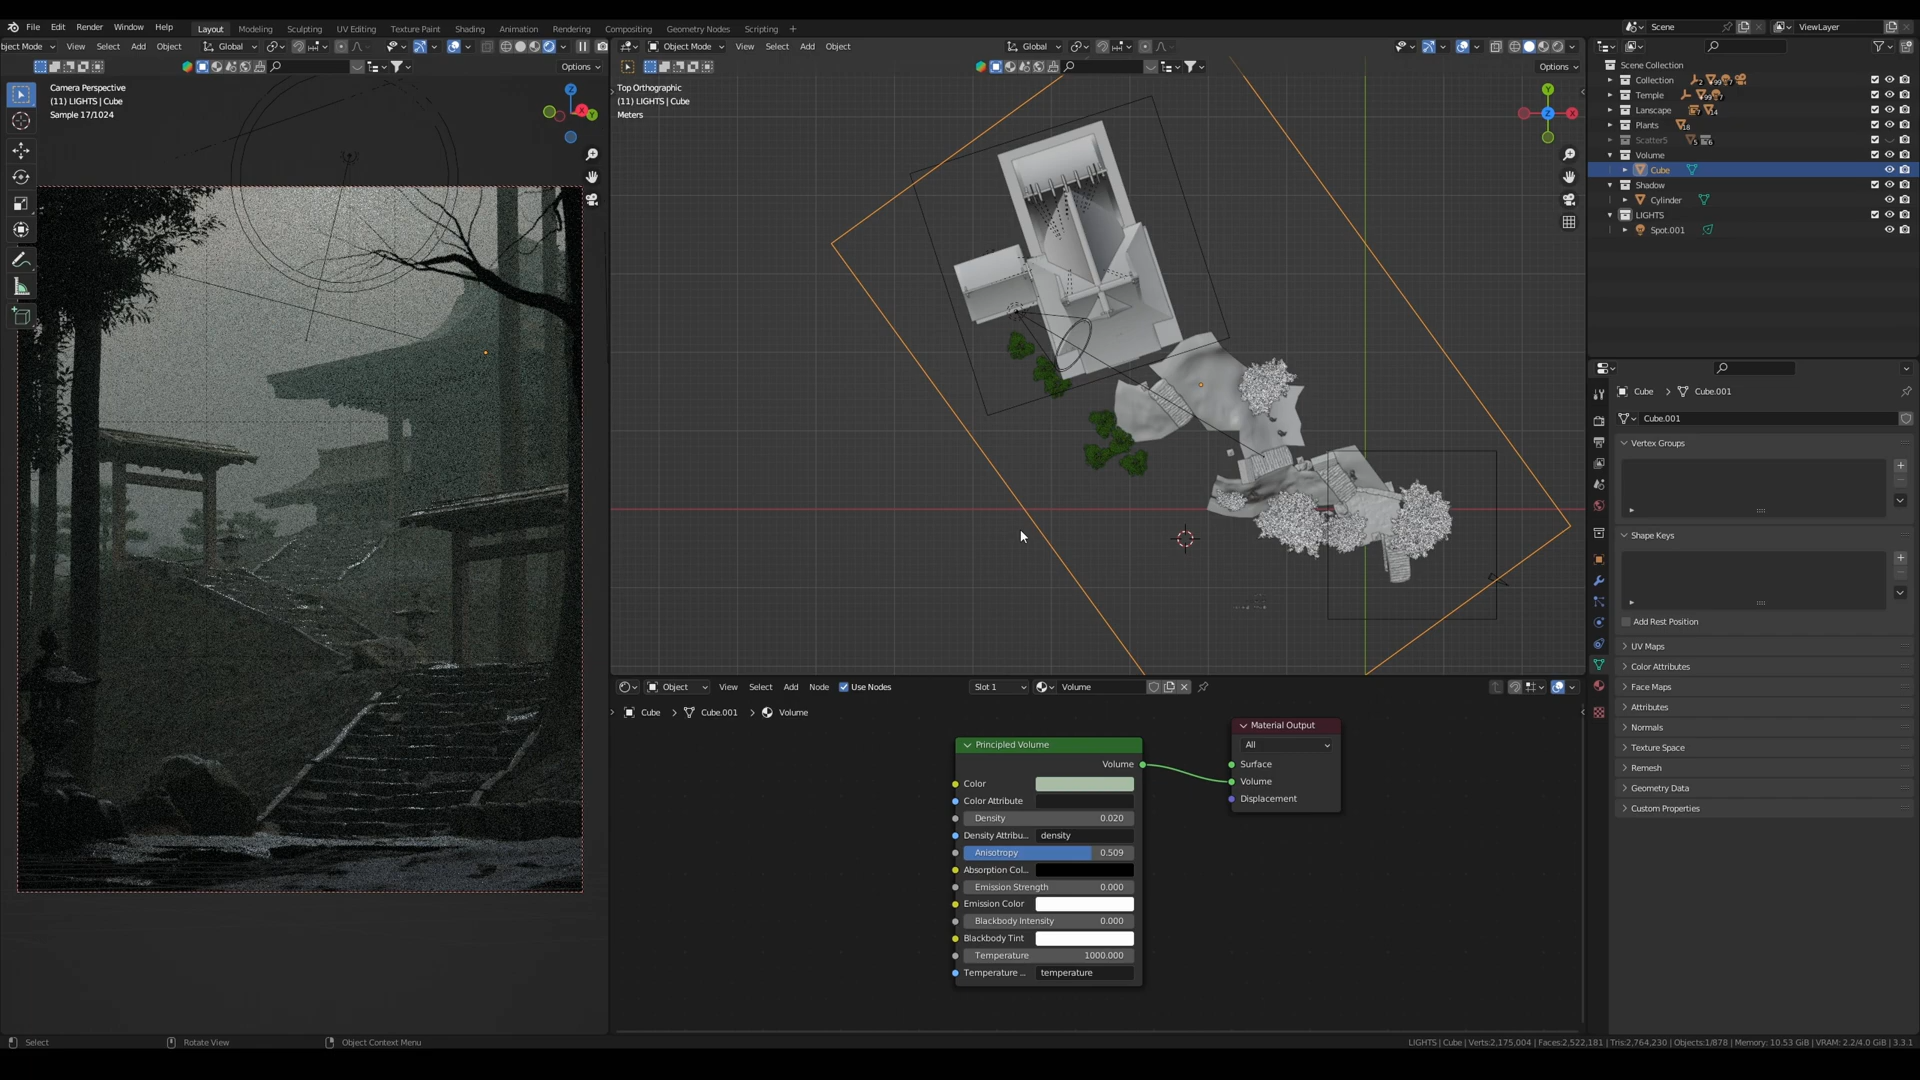 File Edit Render Window Help Layout Modeling Sculpting UV Editing Texture Paint Shading Animation Rendering Compositing Geometry Nodes Scripting + Scene ViewLayer
bject Mode View Select Add Object Global
Options
Camera Perspective
(11) LIGHTS | Cube
Sample 17/1024
Object Mode View Select Add Object Global
Options
Top Orthographic
(11) LIGHTS | Cube
Meters
Scene Collection
Collection
Temple
Lanscape
Plants
Scatter5
Volume
Cube
Shadow
Cylinder
LIGHTS
Spot.001
Cube > Cube.001
Cube.001
Vertex Groups
Shape Keys
Add Rest Position
UV Maps
Color Attributes
Face Maps
Attributes
Normals
Texture Space
Remesh
Geometry Data
Custom Properties
Object View Select Add Node Use Nodes Slot 1 Volume
Cube > Cube.001 > Volume
Principled Volume
Volume
Color
Color Attribute
Density 0.020
Density Attribu... density
Anisotropy 0.509
Absorption Col...
Emission Strength 0.000
Emission Color
Blackbody Intensity 0.000
Blackbody Tint
Temperature 1000.000
Temperature ... temperature
Material Output
All
Surface
Volume
Displacement
Select Rotate View Object Context Menu
LIGHTS | Cube | Verts:2,175,004 | Faces:2,522,181 | Tris:2,764,230 | Objects:1/878 | Memory: 10.53 GiB | VRAM: 2.2/4.0 GiB | 3.3.1